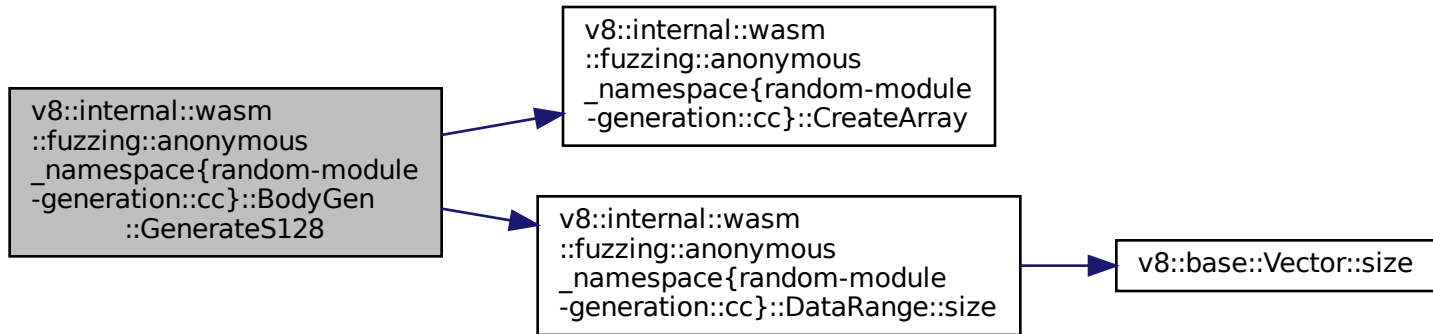 v8::internal::wasm
::fuzzing::anonymous
_namespace{random-module
-generation::cc}::BodyGen
::GenerateS128
v8::internal::wasm
::fuzzing::anonymous
_namespace{random-module
-generation::cc}::CreateArray
v8::internal::wasm
::fuzzing::anonymous
_namespace{random-module
-generation::cc}::DataRange::size
v8::base::Vector::size